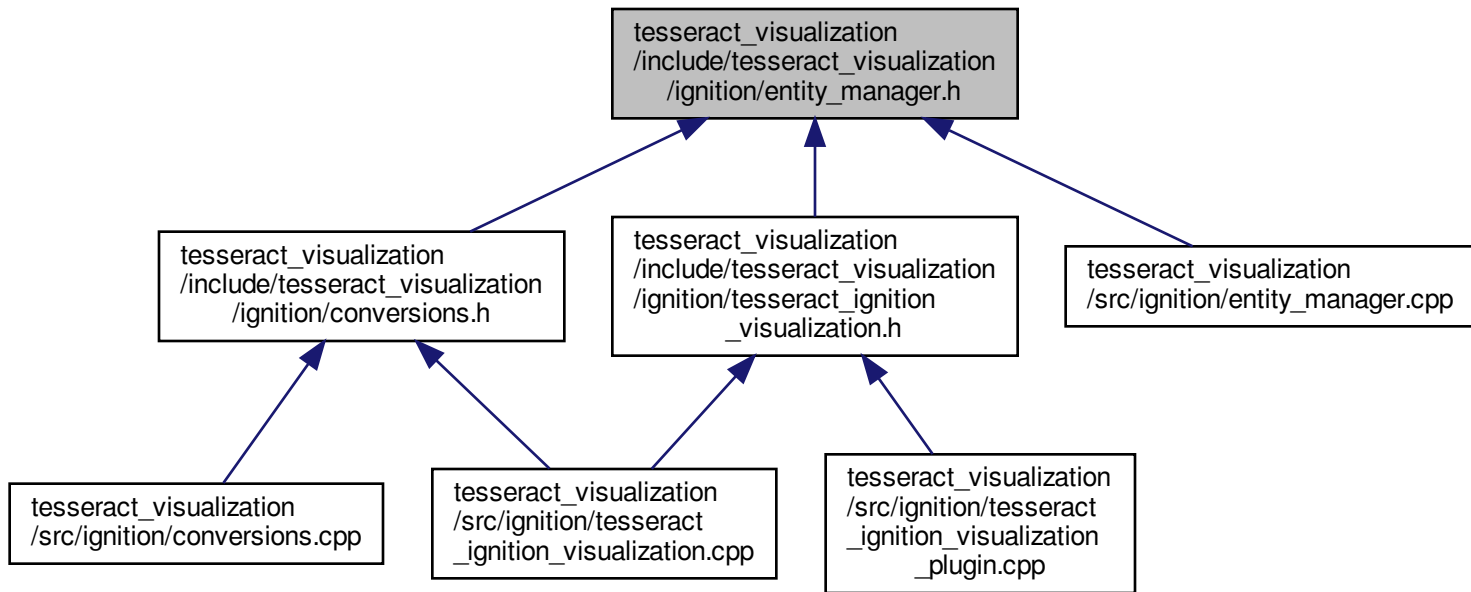 tesseract_visualization
/include/tesseract_visualization
/ignition/entity_manager.h
tesseract_visualization
/include/tesseract_visualization
/ignition/conversions.h
tesseract_visualization
/include/tesseract_visualization
/ignition/tesseract_ignition
_visualization.h
tesseract_visualization
/src/ignition/entity_manager.cpp
tesseract_visualization
/src/ignition/conversions.cpp
tesseract_visualization
/src/ignition/tesseract
_ignition_visualization.cpp
tesseract_visualization
/src/ignition/tesseract
_ignition_visualization
_plugin.cpp